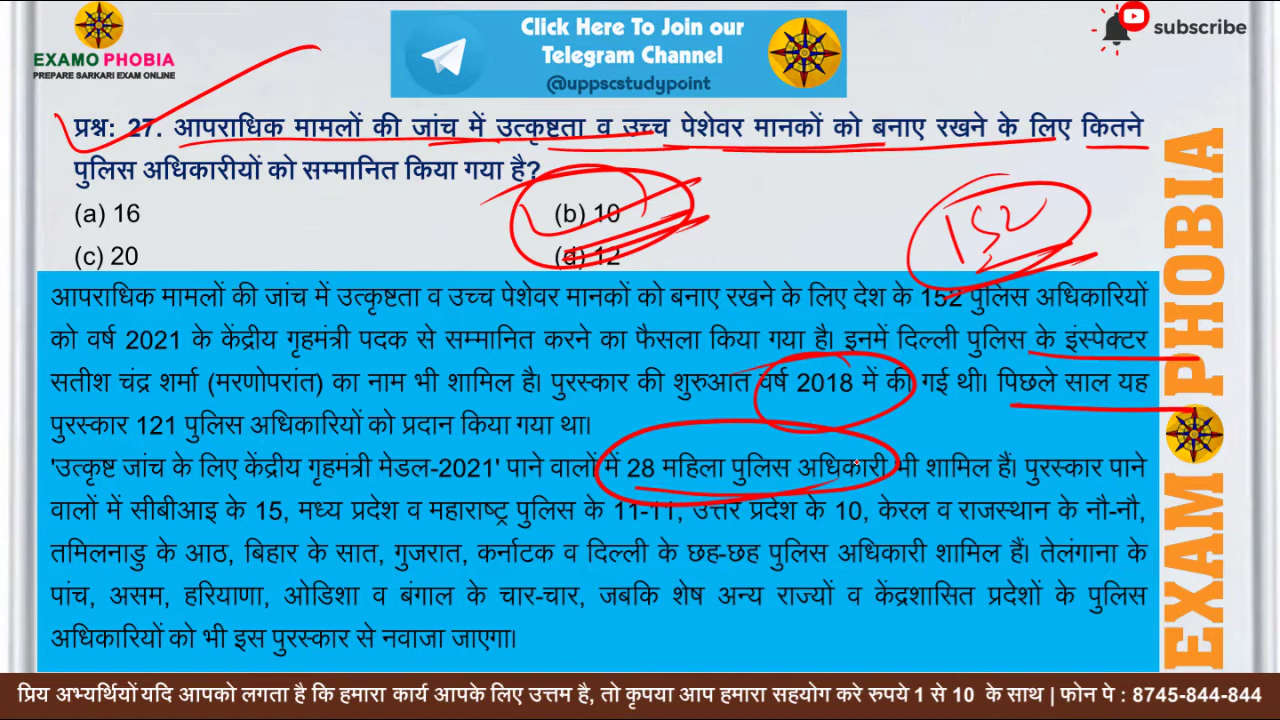 EXAMO PHOBIA
PREPARE SARKARI EXAM ONLINE
Click Here To Join our
Telegram Channel
@uppscstudypoint
subscribe
प्रश्न: 27. आपराधिक मामलों की जांच में उत्कृष्टता व उच्च पेशेवर मानकों को बनाए रखने के लिए कितने
पुलिस अधिकारीयों को सम्मानित किया गया है?
(a) 16
(b) 10
(c) 20
(d) 12
152
आपराधिक मामलों की जांच में उत्कृष्टता व उच्च पेशेवर मानकों को बनाए रखने के लिए देश के 152 पुलिस अधिकारियों
को वर्ष 2021 के केंद्रीय गृहमंत्री पदक से सम्मानित करने का फैसला किया गया है। इनमें दिल्ली पुलिस के इंस्पेक्टर
सतीश चंद्र शर्मा (मरणोपरांत) का नाम भी शामिल है। पुरस्कार की शुरुआत वर्ष 2018 में की गई थी। पिछले साल यह
पुरस्कार 121 पुलिस अधिकारियों को प्रदान किया गया था।
'उत्कृष्ट जांच के लिए केंद्रीय गृहमंत्री मेडल-2021' पाने वालों में 28 महिला पुलिस अधिकारी भी शामिल हैं। पुरस्कार पाने
वालों में सीबीआइ के 15, मध्य प्रदेश व महाराष्ट्र पुलिस के 11-11, उत्तर प्रदेश के 10, केरल व राजस्थान के नौ-नौ,
तमिलनाडु के आठ, बिहार के सात, गुजरात, कर्नाटक व दिल्ली के छह-छह पुलिस अधिकारी शामिल हैं। तेलंगाना के
पांच, असम, हरियाणा, ओडिशा व बंगाल के चार-चार, जबकि शेष अन्य राज्यों व केंद्रशासित प्रदेशों के पुलिस
अधिकारियों को भी इस पुरस्कार से नवाजा जाएगा।
EXAMO PHOBIA
प्रिय अभ्यर्थियों यदि आपको लगता है कि हमारा कार्य आपके लिए उत्तम है, तो कृपया आप हमारा सहयोग करे रुपये 1 से 10 के साथ | फोन पे : 8745-844-844